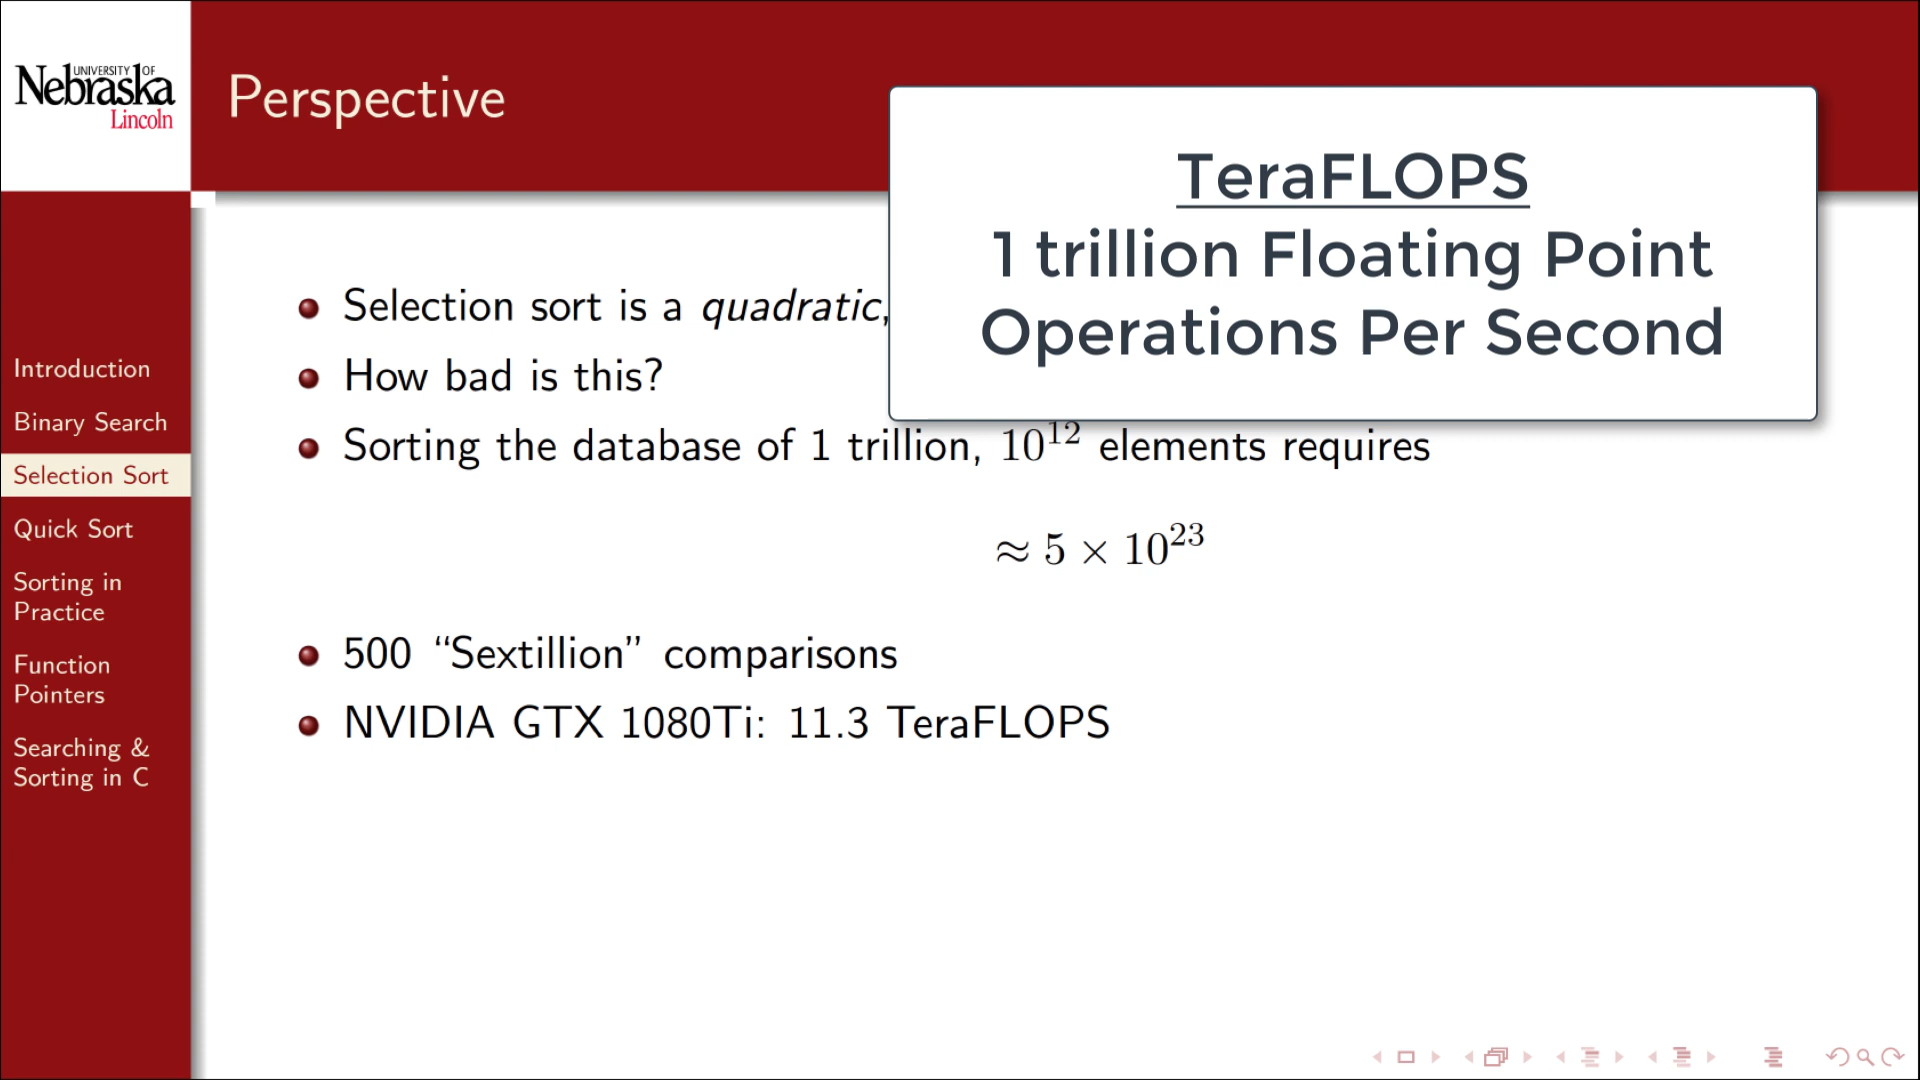 UNIVERSITY OF
Nebraska
Lincoln
Perspective
TeraFLOPS
1 trillion Floating Point
Operations Per Second
Introduction
Binary Search
Selection Sort
Quick Sort
Sorting in
Practice
Function
Pointers
Searching &
Sorting in C
Selection sort is a quadratic,
How bad is this?
Sorting the database of 1 trillion, 10¹² elements requires
≈ 5 × 10²³
500 “Sextillion” comparisons
NVIDIA GTX 1080Ti: 11.3 TeraFLOPS